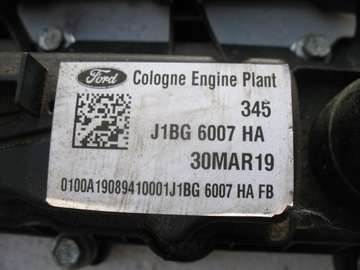 Ford Cologne Engine Plant
345
J1BG 6007 HA
30MAR19
0100A19089410001J1BG 6007 HA FB